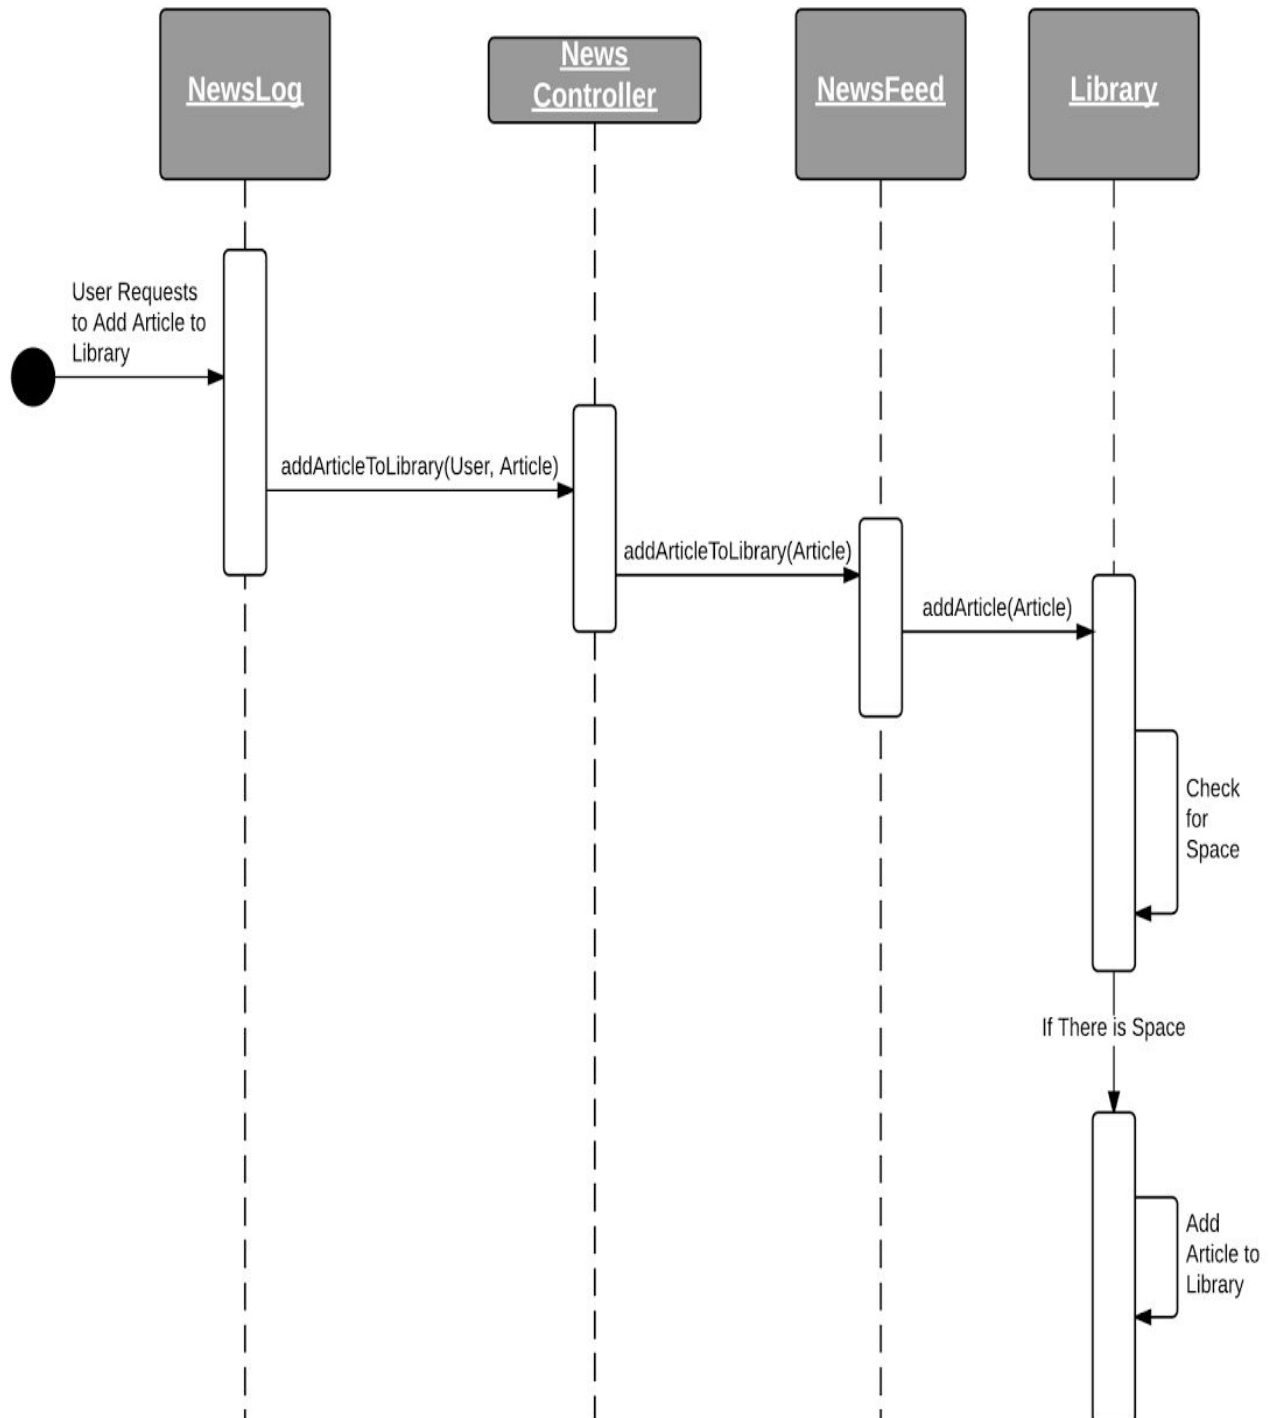 NewsLog
News
Controller
NewsFeed
Library
User Requests
to Add Article to
Library
addArticleToLibrary(User, Article)
addArticleToLibrary(Article)
addArticle(Article)
Check
for
Space
If There is Space
Add
Article to
Library